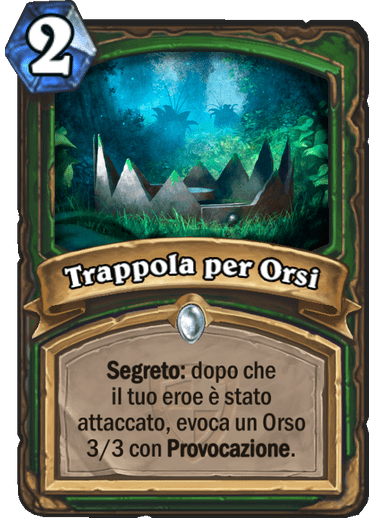 2
Trappola per Orsi
Segreto: dopo che
il tuo eroe è stato
attaccato, evoca un Orso
3/3 con Provocazione.